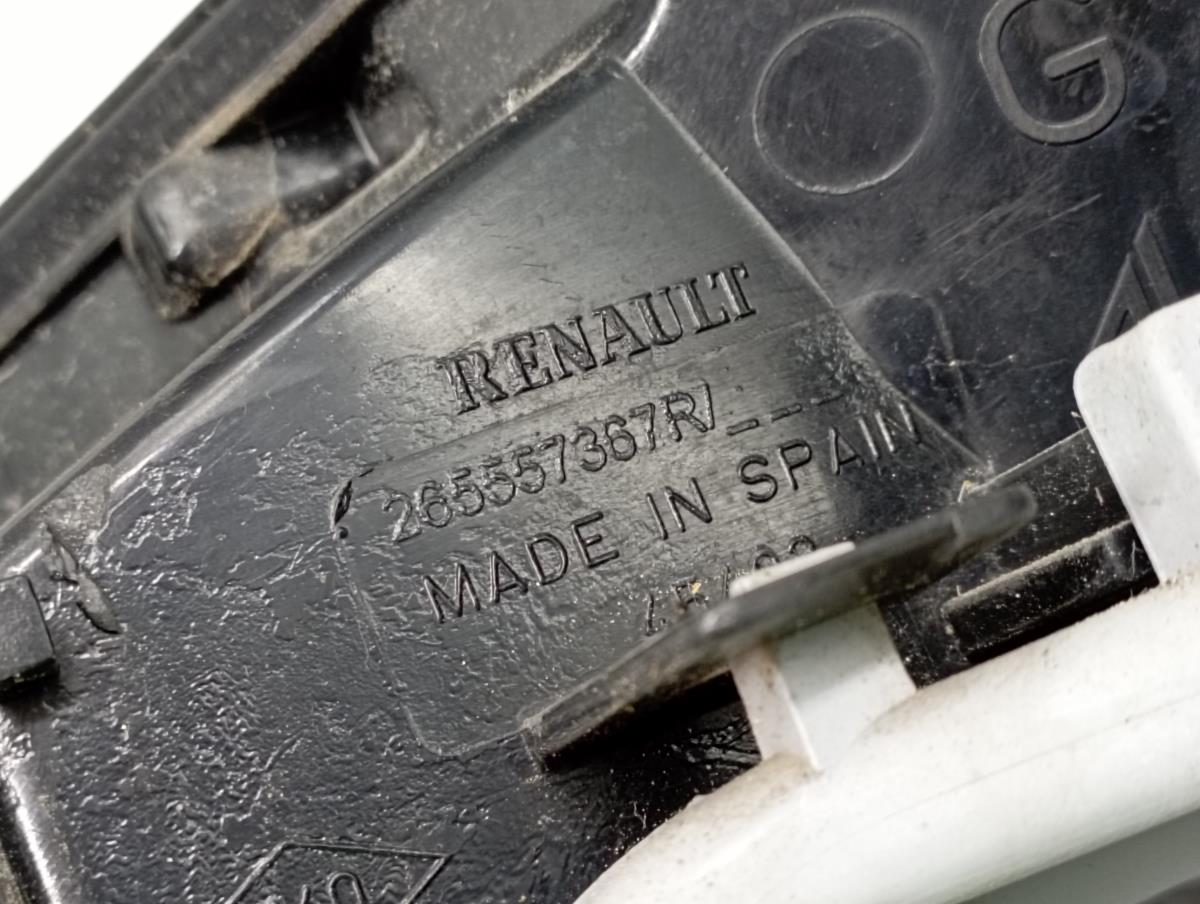 G
RENAULT
265557367R/_ _ _
MADE IN SPAIN